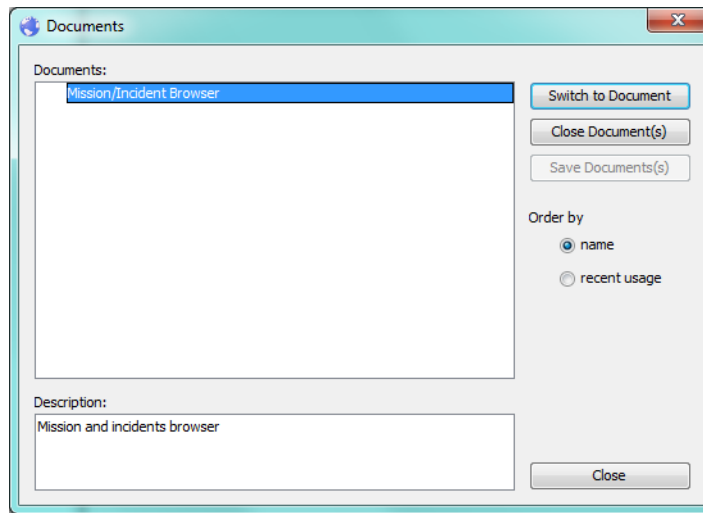 Documents
Documents:
Mission/Incident Browser
Switch to Document
Close Document(s)
Save Documents(s)
Order by
name
recent usage
Description:
Mission and incidents browser
Close